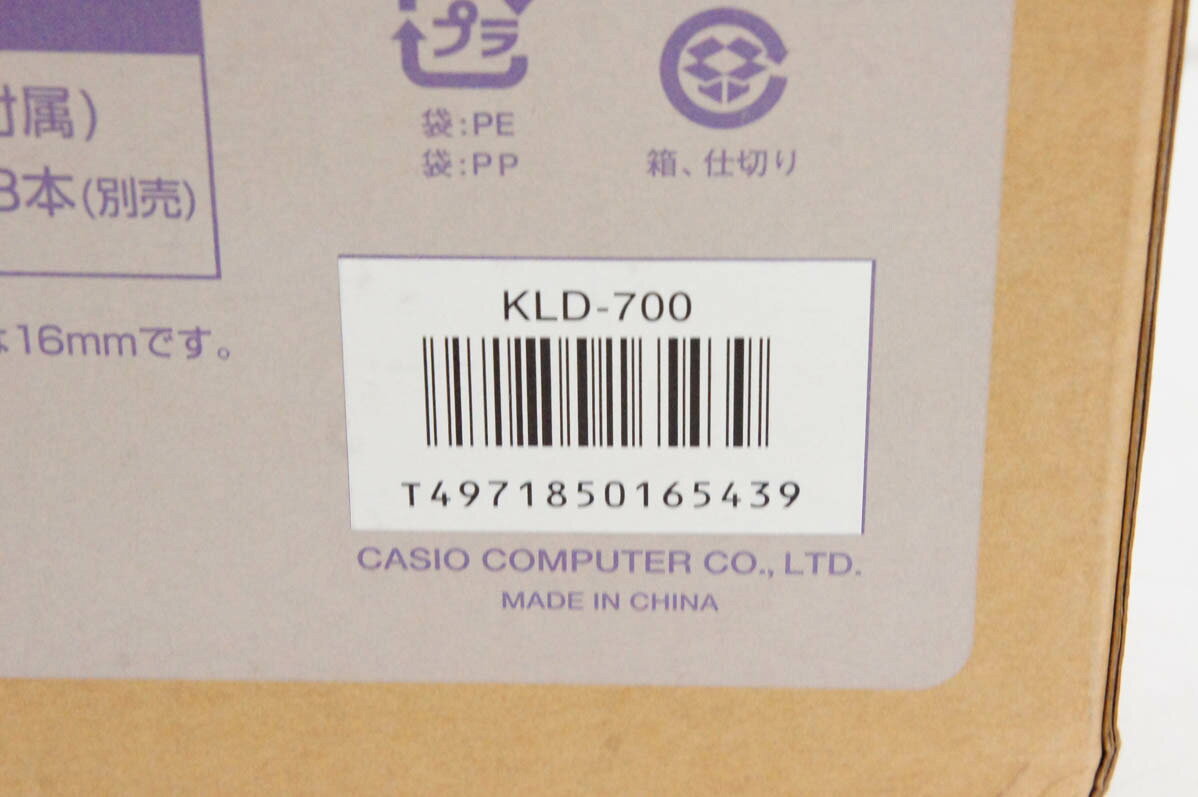 プラ
袋:PE
袋:PP
箱、仕切り
付属)
3本(別売)
は16mmです。
KLD-700
T4971850165439
CASIO COMPUTER CO., LTD.
MADE IN CHINA